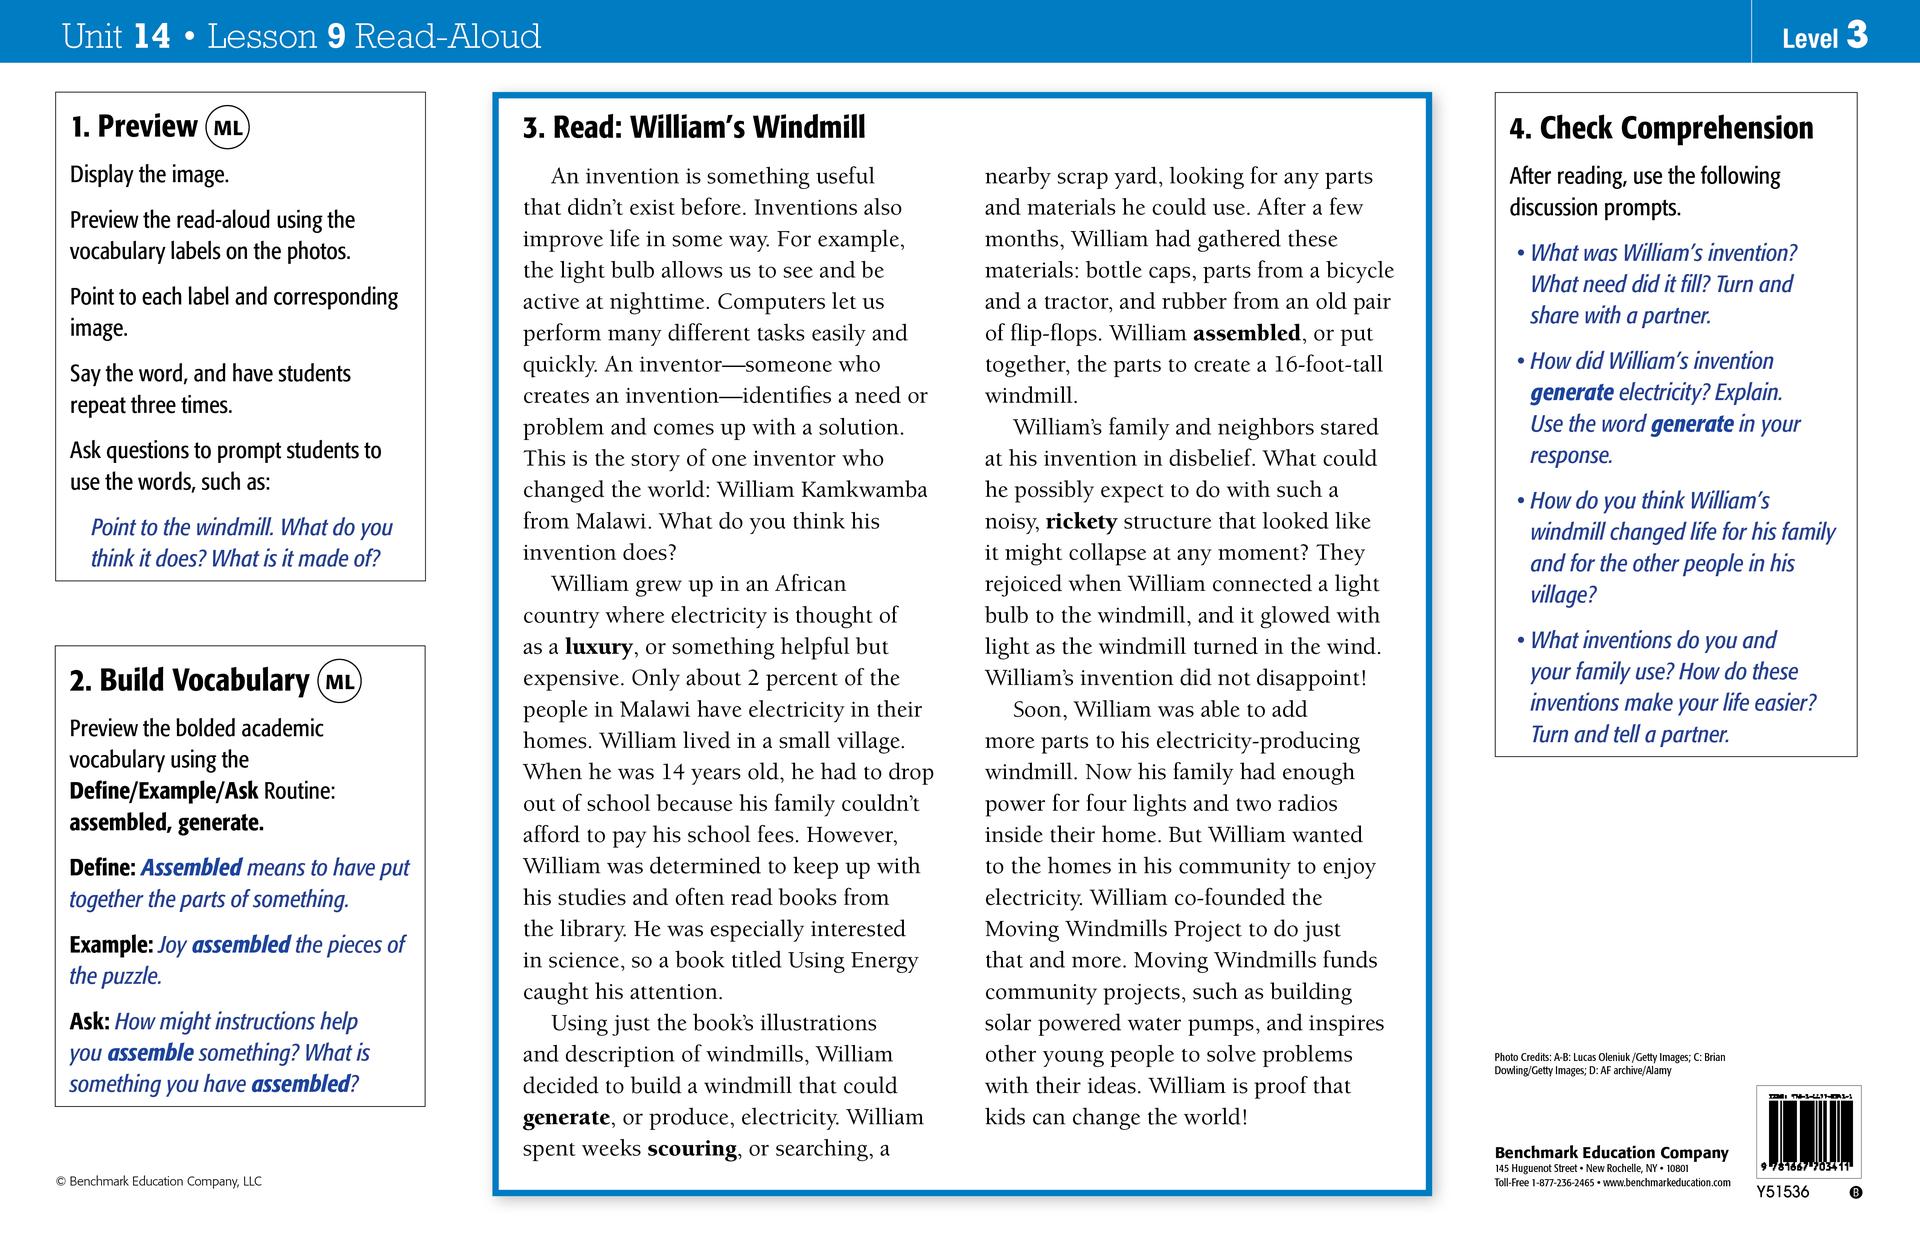 Unit 14 • Lesson 9 Read-Aloud
Level 3
1. Preview ML
Display the image.
Preview the read-aloud using the
vocabulary labels on the photos.
Point to each label and corresponding
image.
Say the word, and have students
repeat three times.
Ask questions to prompt students to
use the words, such as:
Point to the windmill. What do you
think it does? What is it made of?
2. Build Vocabulary ML
Preview the bolded academic
vocabulary using the
Define/Example/Ask Routine:
assembled, generate.
Define: Assembled means to have put
together the parts of something.
Example: Joy assembled the pieces of
the puzzle.
Ask: How might instructions help
you assemble something? What is
something you have assembled?
© Benchmark Education Company, LLC
3. Read: William’s Windmill
An invention is something useful
that didn’t exist before. Inventions also
improve life in some way. For example,
the light bulb allows us to see and be
active at nighttime. Computers let us
perform many different tasks easily and
quickly. An inventor—someone who
creates an invention—identifies a need or
problem and comes up with a solution.
This is the story of one inventor who
changed the world: William Kamkwamba
from Malawi. What do you think his
invention does?
William grew up in an African
country where electricity is thought of
as a luxury, or something helpful but
expensive. Only about 2 percent of the
people in Malawi have electricity in their
homes. William lived in a small village.
When he was 14 years old, he had to drop
out of school because his family couldn’t
afford to pay his school fees. However,
William was determined to keep up with
his studies and often read books from
the library. He was especially interested
in science, so a book titled Using Energy
caught his attention.
Using just the book’s illustrations
and description of windmills, William
decided to build a windmill that could
generate, or produce, electricity. William
spent weeks scouring, or searching, a
nearby scrap yard, looking for any parts
and materials he could use. After a few
months, William had gathered these
materials: bottle caps, parts from a bicycle
and a tractor, and rubber from an old pair
of flip-flops. William assembled, or put
together, the parts to create a 16-foot-tall
windmill.
William’s family and neighbors stared
at his invention in disbelief. What could
he possibly expect to do with such a
noisy, rickety structure that looked like
it might collapse at any moment? They
rejoiced when William connected a light
bulb to the windmill, and it glowed with
light as the windmill turned in the wind.
William’s invention did not disappoint!
Soon, William was able to add
more parts to his electricity-producing
windmill. Now his family had enough
power for four lights and two radios
inside their home. But William wanted
to the homes in his community to enjoy
electricity. William co-founded the
Moving Windmills Project to do just
that and more. Moving Windmills funds
community projects, such as building
solar powered water pumps, and inspires
other young people to solve problems
with their ideas. William is proof that
kids can change the world!
4. Check Comprehension
After reading, use the following
discussion prompts.
• What was William’s invention?
What need did it fill? Turn and
share with a partner.
• How did William’s invention
generate electricity? Explain.
Use the word generate in your
response.
• How do you think William’s
windmill changed life for his family
and for the other people in his
village?
• What inventions do you and
your family use? How do these
inventions make your life easier?
Turn and tell a partner.
Photo Credits: A-B: Lucas Oleniuk /Getty Images; C: Brian
Dowling/Getty Images; D: AF archive/Alamy
Benchmark Education Company
145 Huguenot Street • New Rochelle, NY • 10801
Toll-Free 1-877-236-2465 • www.benchmarkeducation.com
9 781667 703411
Y51536
B